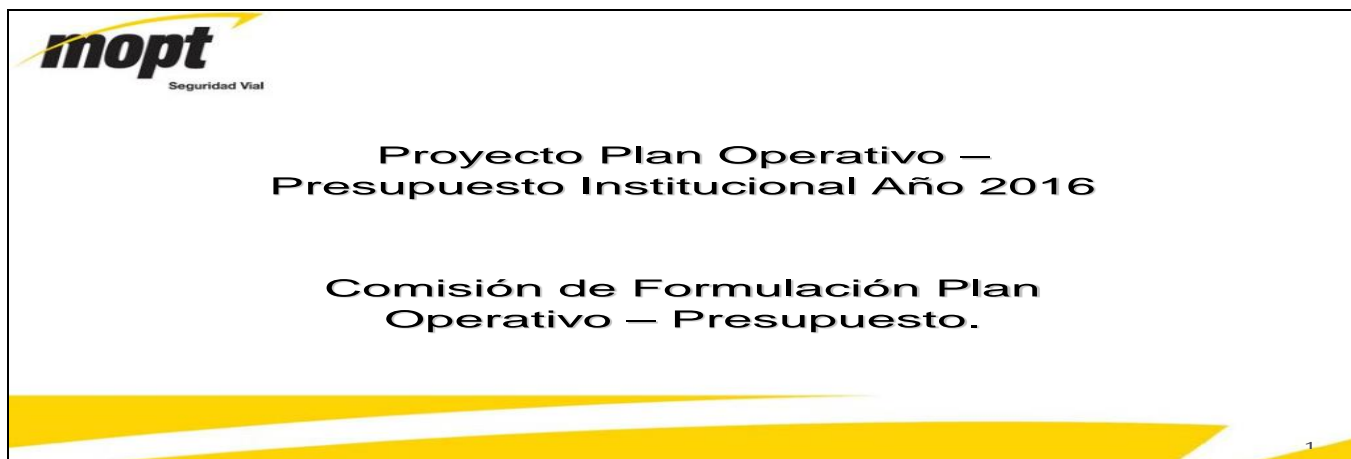 mopt
Seguridad Vial
Proyecto Plan Operativo –
Presupuesto Institucional Año 2016
Comisión de Formulación Plan
Operativo – Presupuesto.
1